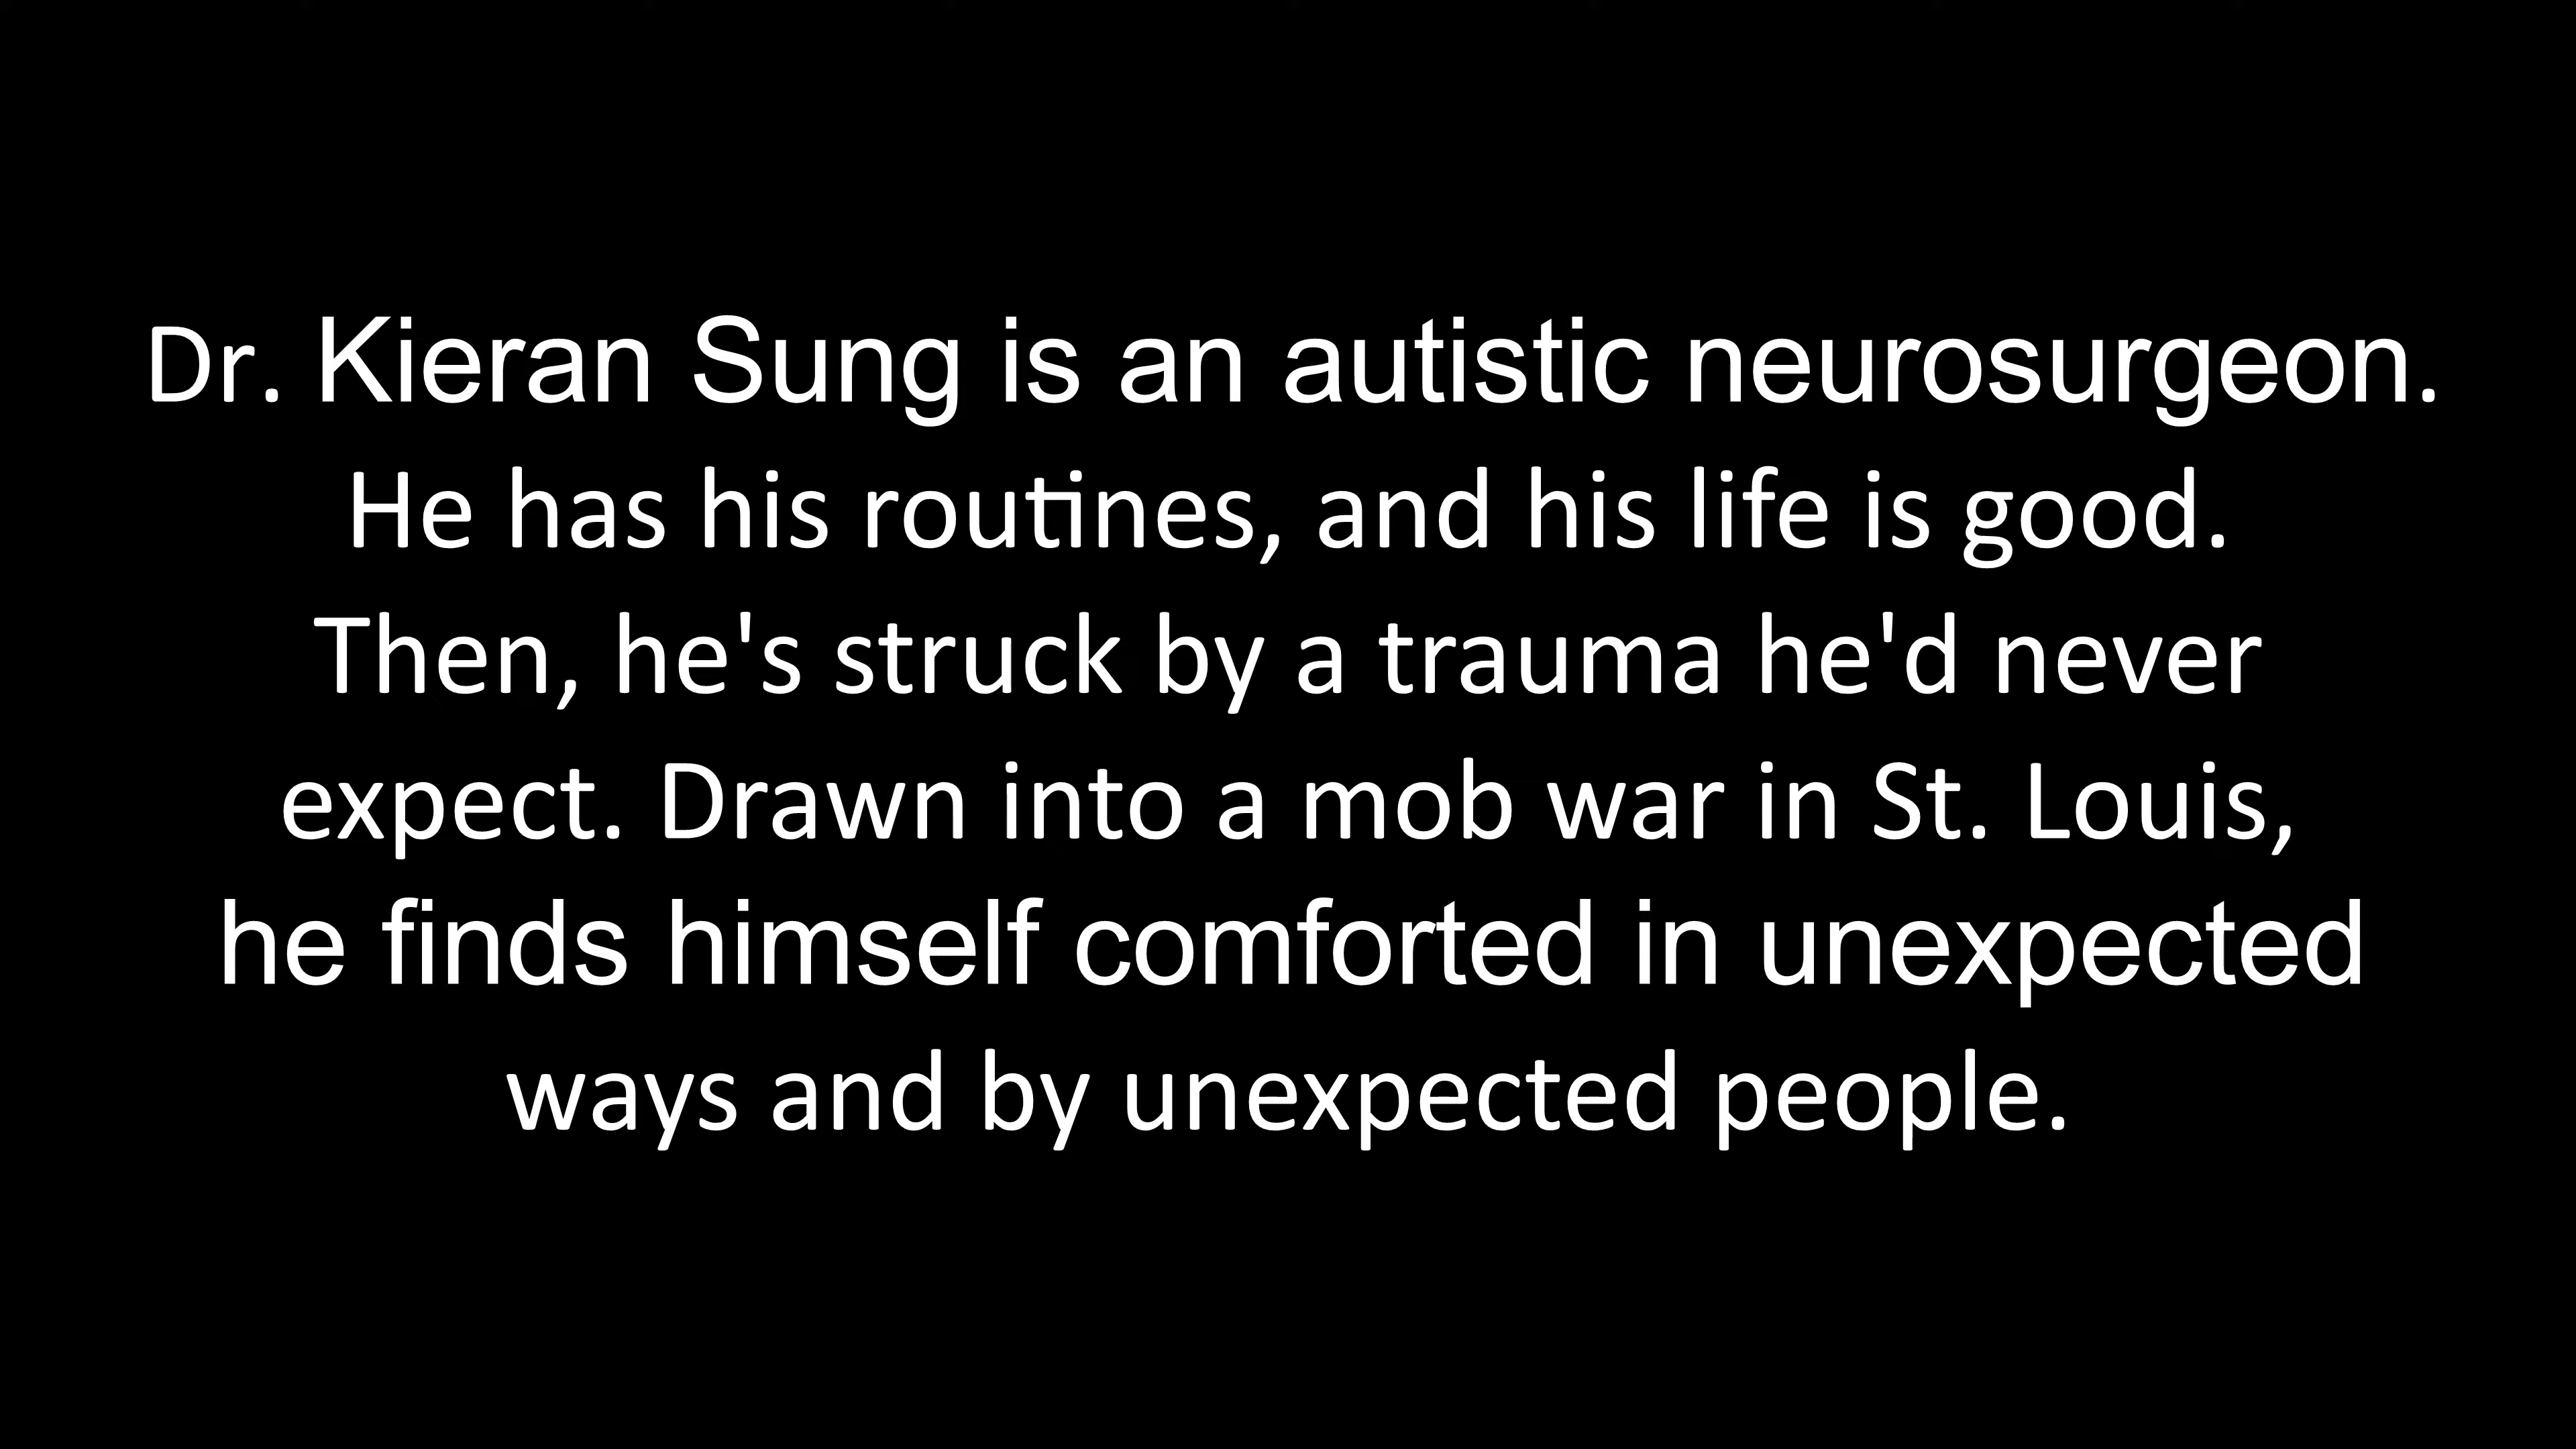 Dr. Kieran Sung is an autistic neurosurgeon.
He has his routines, and his life is good.
Then, he's struck by a trauma he'd never
expect. Drawn into a mob war in St. Louis,
he finds himself comforted in unexpected
ways and by unexpected people.